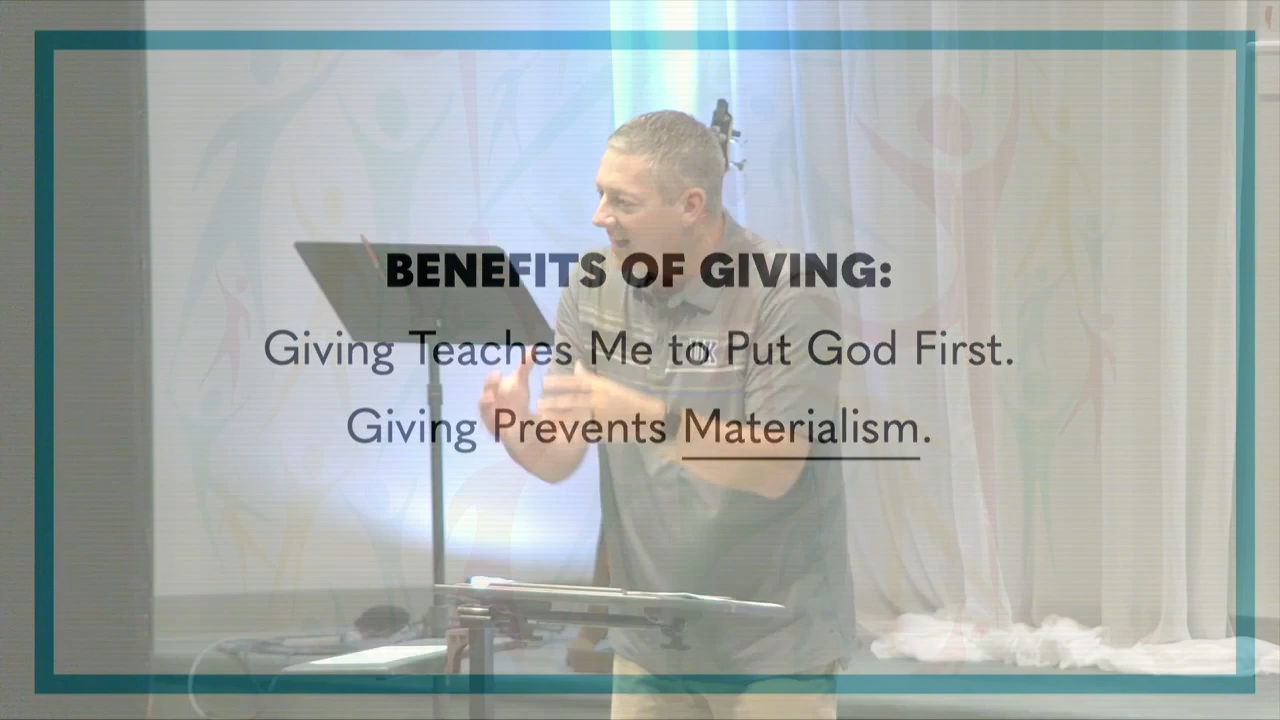 BENEFITS OF GIVING:
Giving Teaches Me to Put God First.
Giving Prevents Materialism.